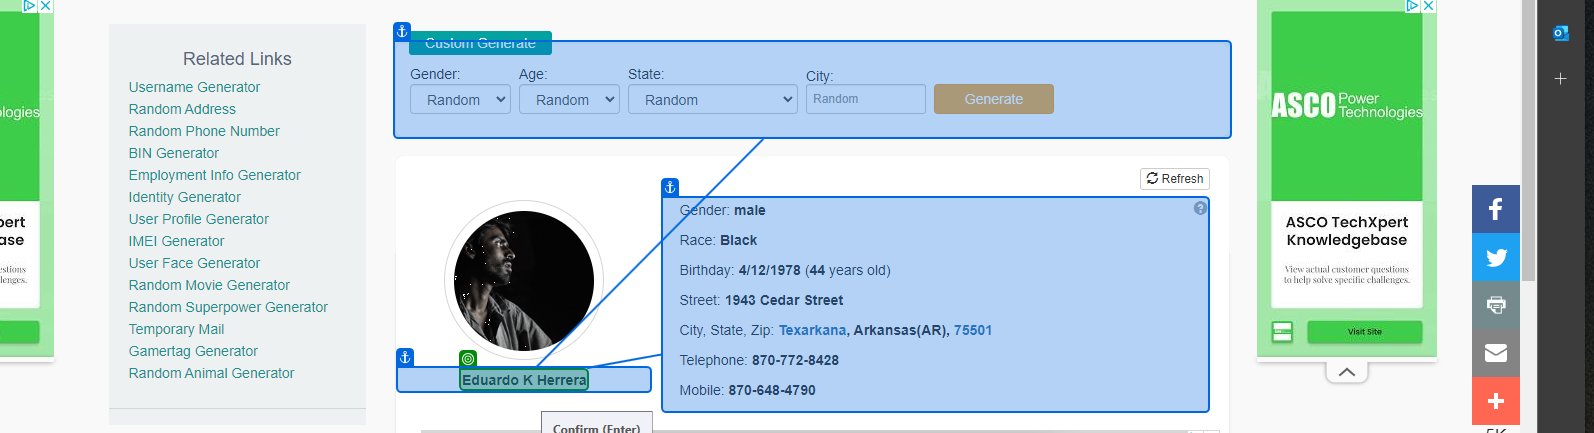 Related Links
Username Generator
Random Address
Random Phone Number
BIN Generator
Employment Info Generator
Identity Generator
User Profile Generator
IMEI Generator
User Face Generator
Random Movie Generator
Random Superpower Generator
Temporary Mail
Gamertag Generator
Random Animal Generator
Custom Generate
Gender: Age: State: City:
Random Random Random Random Generate
Refresh
Gender: male
Race: Black
Birthday: 4/12/1978 (44 years old)
Street: 1943 Cedar Street
City, State, Zip: Texarkana, Arkansas(AR), 75501
Telephone: 870-772-8428
Mobile: 870-648-4790
Eduardo K Herrera
Confirm (Enter)
ologies
pert
ase
estions
lenges.
ASCO Power
Technologies
ASCO TechXpert
Knowledgebase
View actual customer questions
to help solve specific challenges.
Visit Site